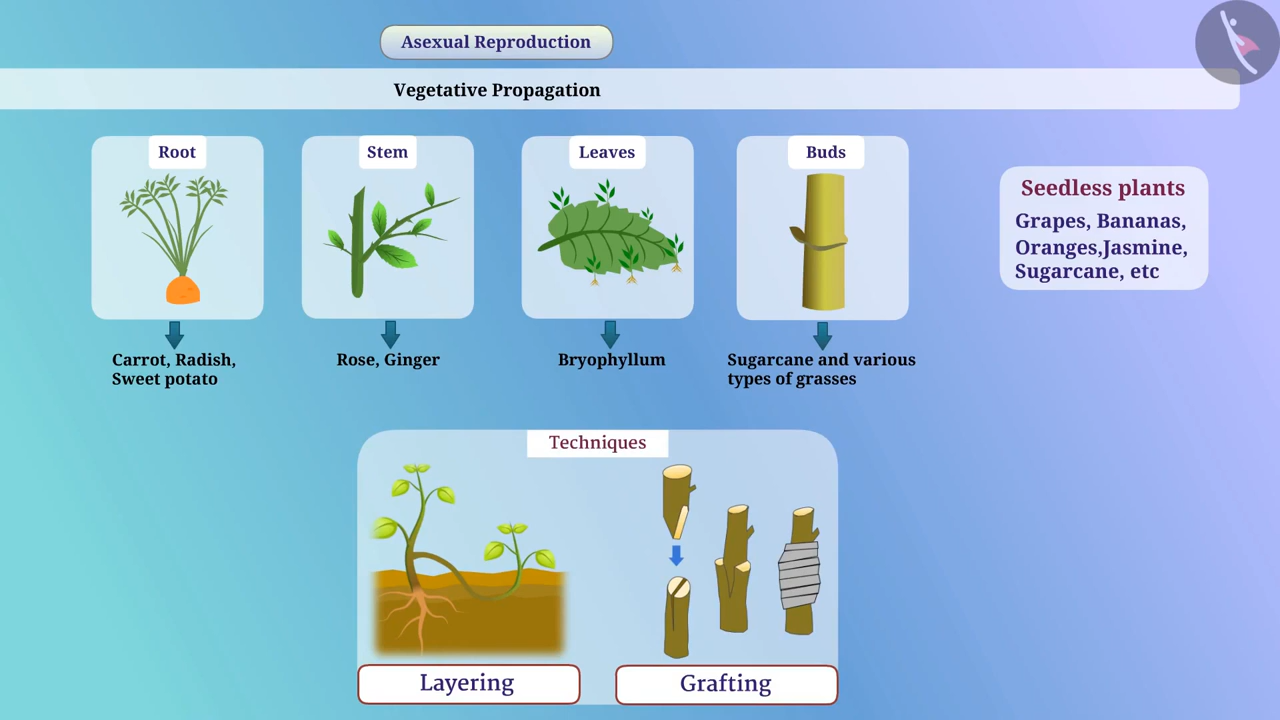 Asexual Reproduction
Vegetative Propagation
Root
Stem
Leaves
Buds
Carrot, Radish,
Sweet potato
Rose, Ginger
Bryophyllum
Sugarcane and various
types of grasses
Seedless plants
Grapes, Bananas,
Oranges,Jasmine,
Sugarcane, etc
Techniques
Layering
Grafting